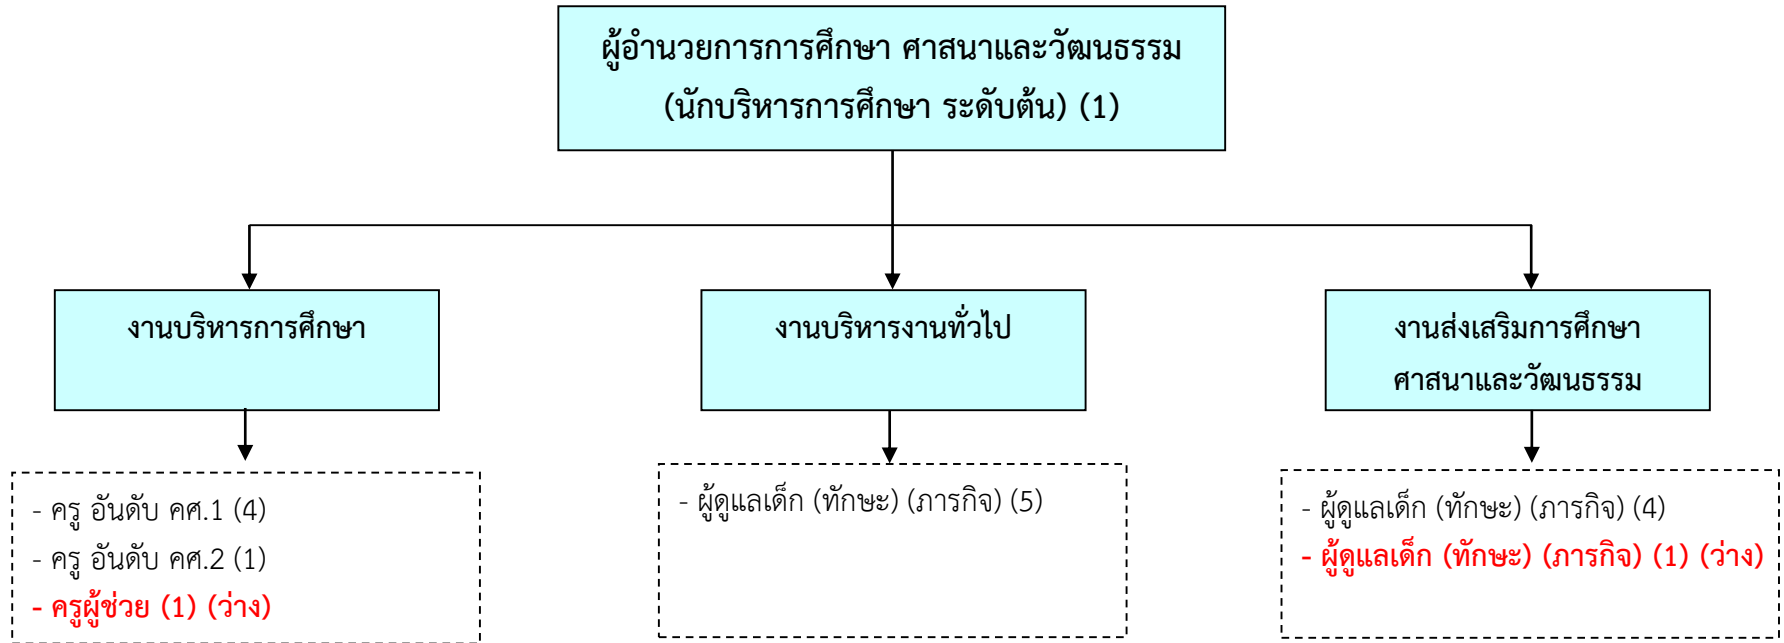 ผู้อำนวยการการศึกษา ศาสนาและวัฒนธรรม
(นักบริหารการศึกษา ระดับต้น) (1)
งานบริหารการศึกษา
งานบริหารงานทั่วไป
งานส่งเสริมการศึกษา
ศาสนาและวัฒนธรรม
- ครู อันดับ คศ.1 (4)
- ครู อันดับ คศ.2 (1)
- ครูผู้ช่วย (1) (ว่าง)
- ผู้ดูแลเด็ก (ทักษะ) (ภารกิจ) (5)
- ผู้ดูแลเด็ก (ทักษะ) (ภารกิจ) (4)
- ผู้ดูแลเด็ก (ทักษะ) (ภารกิจ) (1) (ว่าง)